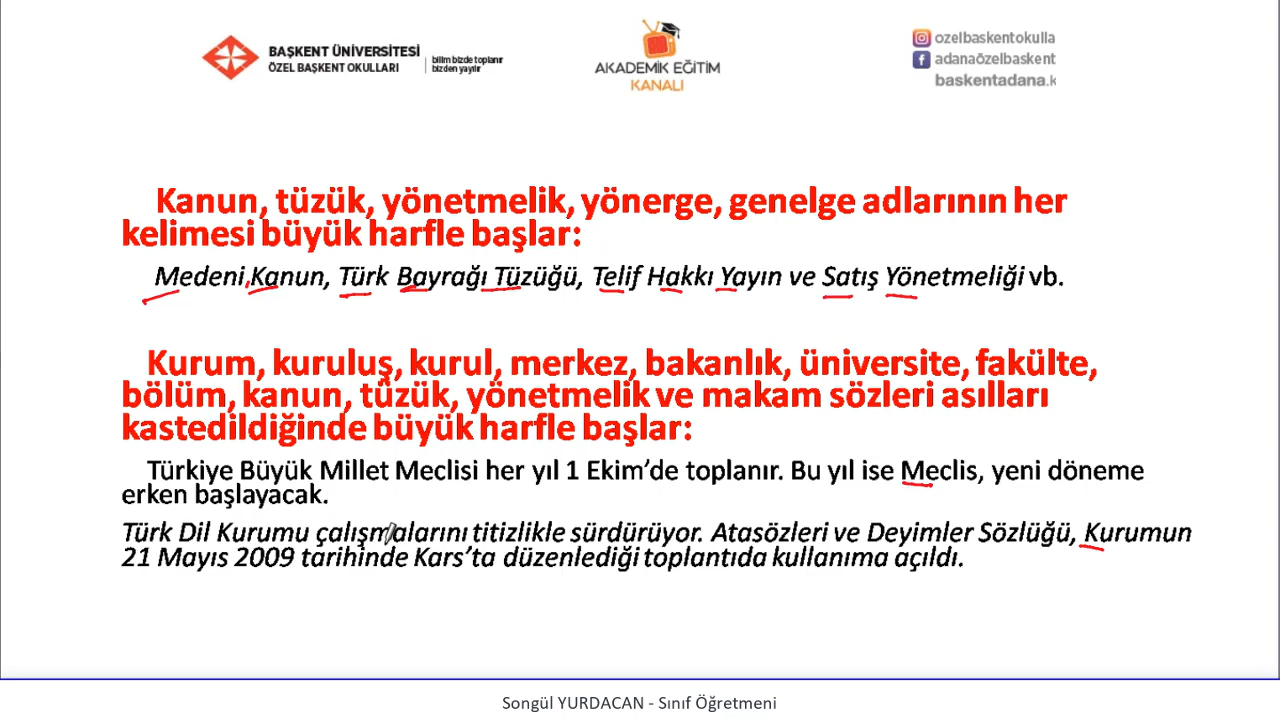 BAŞKENT ÜNİVERSİTESİ
ÖZEL BAŞKENT OKULLARI
bilim bizde toplanır
bizden yayılır
AKADEMİK EĞİTİM
KANALI
ozelbaskentokulla
adanaözelbaskent
baskentadana.k
Kanun, tüzük, yönetmelik, yönerge, genelge adlarının her
kelimesi büyük harfle başlar:
Medeni Kanun, Türk Bayrağı Tüzüğü, Telif Hakkı Yayın ve Satış Yönetmeliği vb.
Kurum, kuruluş, kurul, merkez, bakanlık, üniversite, fakülte,
bölüm, kanun, tüzük, yönetmelik ve makam sözleri asılları
kastedildiğinde büyük harfle başlar:
Türkiye Büyük Millet Meclisi her yıl 1 Ekim’de toplanır. Bu yıl ise Meclis, yeni döneme
erken başlayacak.
Türk Dil Kurumu çalışmalarını titizlikle sürdürüyor. Atasözleri ve Deyimler Sözlüğü, Kurumun
21 Mayıs 2009 tarihinde Kars’ta düzenlediği toplantıda kullanıma açıldı.
Songül YURDACAN - Sınıf Öğretmeni